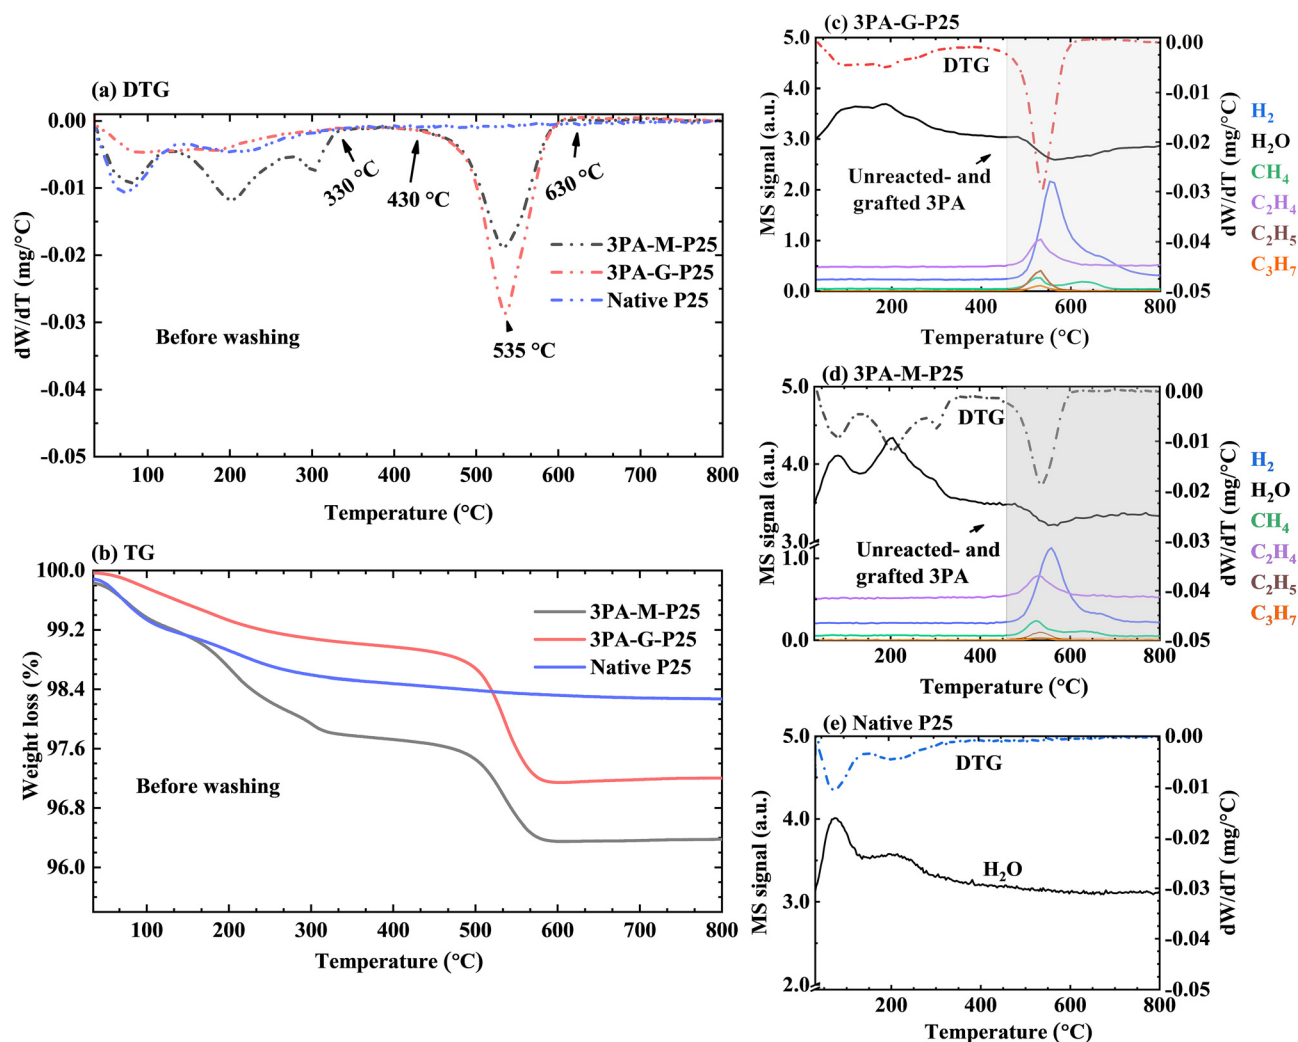 (a) DTG
0.00
-0.01
-0.02
-0.03
-0.04
-0.05
dW/dT (mg/°C)
330 °C
430 °C
630 °C
535 °C
3PA-M-P25
3PA-G-P25
Native P25
Before washing
100 200 300 400 500 600 700 800
Temperature (°C)
(b) TG
100.0
99.2
98.4
97.6
96.8
96.0
Weight loss (%)
3PA-M-P25
3PA-G-P25
Native P25
Before washing
100 200 300 400 500 600 700 800
Temperature (°C)
(c) 3PA-G-P25
5.0
4.0
3.0
2.0
1.0
0.0
MS signal (a.u.)
DTG
Unreacted- and
grafted 3PA
0.00
-0.01
-0.02
-0.03
-0.04
-0.05
dW/dT (mg/°C)
H₂
H₂O
CH₄
C₂H₄
C₂H₅
C₃H₇
200 400 600 800
Temperature (°C)
(d) 3PA-M-P25
5.0
4.0
3.0
1.0
0.0
MS signal (a.u.)
DTG
Unreacted- and
grafted 3PA
0.00
-0.01
-0.02
-0.03
-0.04
-0.05
dW/dT (mg/°C)
H₂
H₂O
CH₄
C₂H₄
C₂H₅
C₃H₇
200 400 600 800
Temperature (°C)
(e) Native P25
5.0
4.0
3.0
2.0
MS signal (a.u.)
DTG
H₂O
0.00
-0.01
-0.02
-0.03
-0.04
-0.05
dW/dT (mg/°C)
200 400 600 800
Temperature (°C)